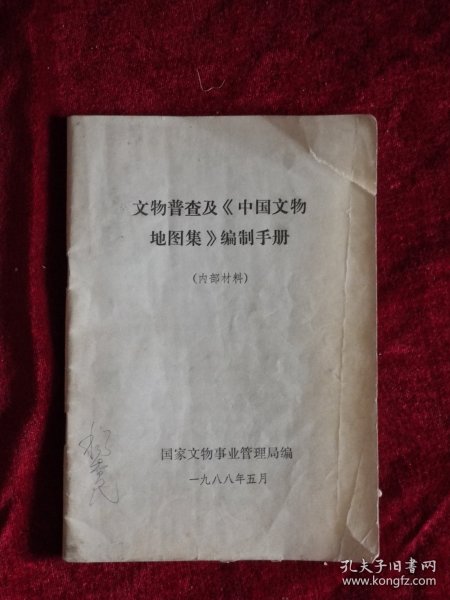 文物普查及《中国文物
地图集》编制手册
(内部材料)
国家文物事业管理局编
一九八八年五月
孔夫子旧书网
www.kongfz.com